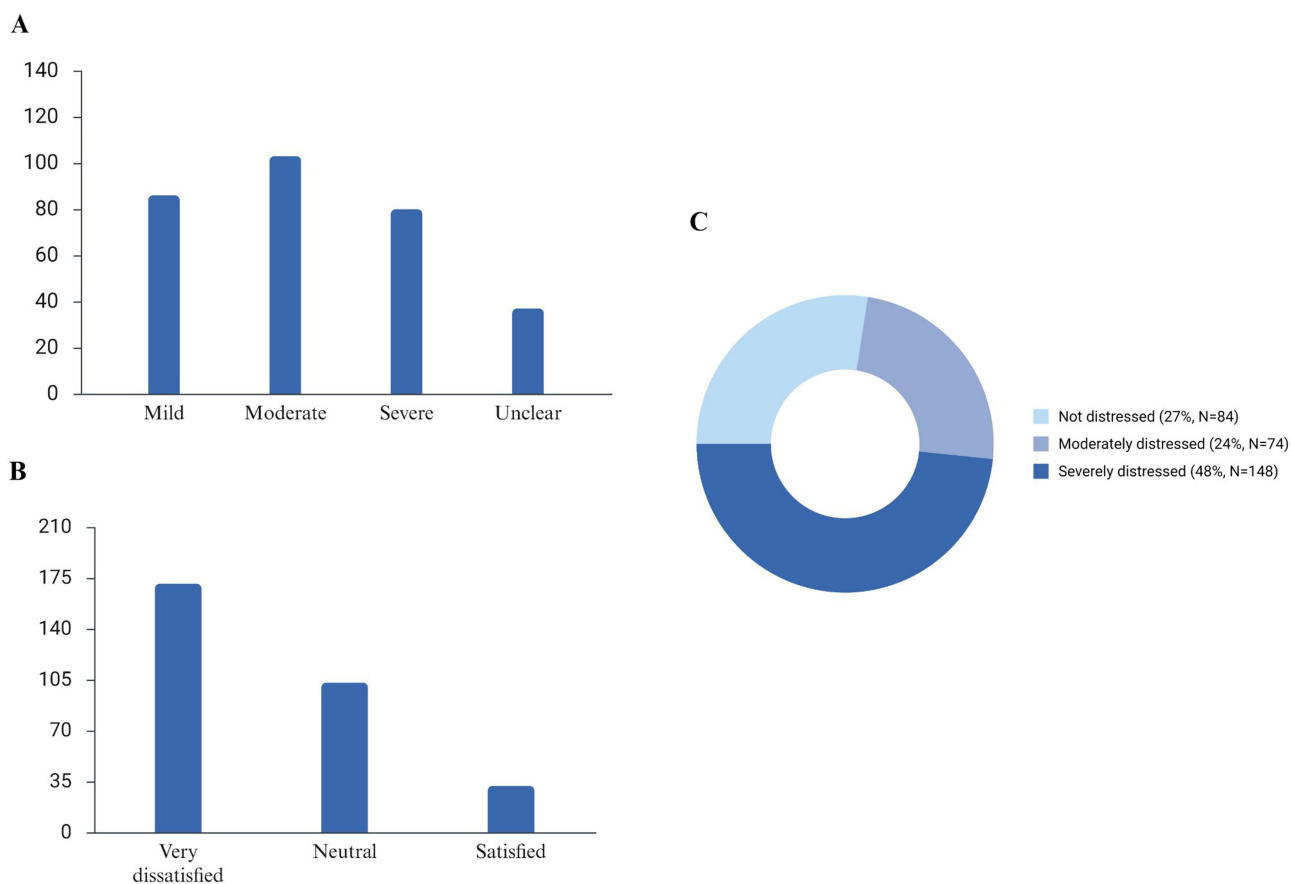 A
140
120
100
80
60
40
20
0
Mild Moderate Severe Unclear
B
210
175
140
105
70
35
0
Very
dissatisfied
Neutral
Satisfied
C
Not distressed (27%, N=84)
Moderately distressed (24%, N=74)
Severely distressed (48%, N=148)